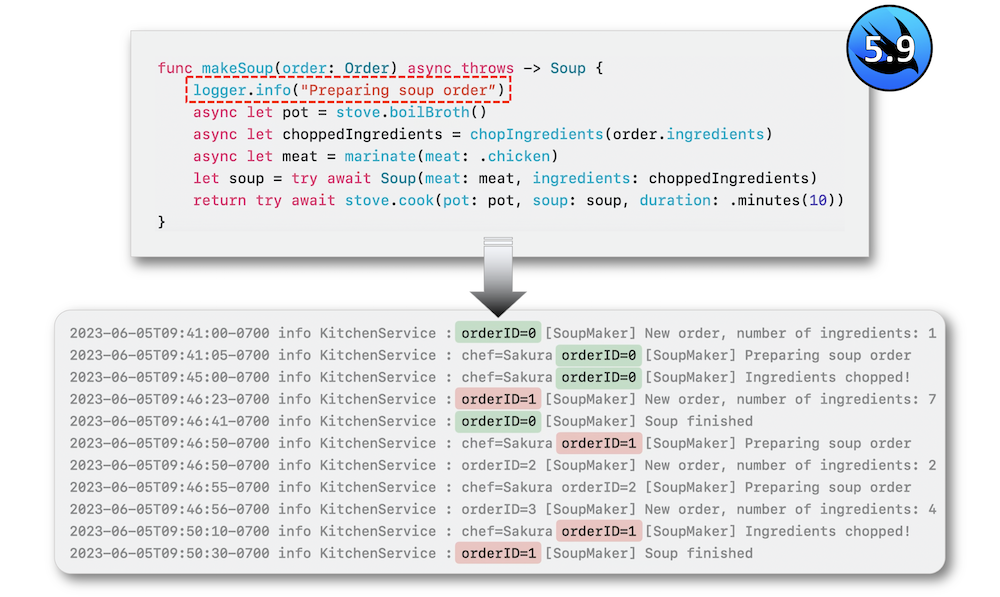 5.9
func makeSoup(order: Order) async throws -> Soup {
logger.info("Preparing soup order")
async let pot = stove.boilBroth()
async let choppedIngredients = chopIngredients(order.ingredients)
async let meat = marinate(meat: .chicken)
let soup = try await Soup(meat: meat, ingredients: choppedIngredients)
return try await stove.cook(pot: pot, soup: soup, duration: .minutes(10))
}
2023-06-05T09:41:00-0700 info KitchenService : orderID=0 [SoupMaker] New order, number of ingredients: 1
2023-06-05T09:41:05-0700 info KitchenService : chef=Sakura orderID=0 [SoupMaker] Preparing soup order
2023-06-05T09:45:00-0700 info KitchenService : chef=Sakura orderID=0 [SoupMaker] Ingredients chopped!
2023-06-05T09:46:23-0700 info KitchenService : orderID=1 [SoupMaker] New order, number of ingredients: 7
2023-06-05T09:46:41-0700 info KitchenService : orderID=0 [SoupMaker] Soup finished
2023-06-05T09:46:50-0700 info KitchenService : chef=Sakura orderID=1 [SoupMaker] Preparing soup order
2023-06-05T09:46:50-0700 info KitchenService : orderID=2 [SoupMaker] New order, number of ingredients: 2
2023-06-05T09:46:55-0700 info KitchenService : chef=Sakura orderID=2 [SoupMaker] Preparing soup order
2023-06-05T09:46:56-0700 info KitchenService : orderID=3 [SoupMaker] New order, number of ingredients: 4
2023-06-05T09:50:10-0700 info KitchenService : chef=Sakura orderID=1 [SoupMaker] Ingredients chopped!
2023-06-05T09:50:30-0700 info KitchenService : orderID=1 [SoupMaker] Soup finished